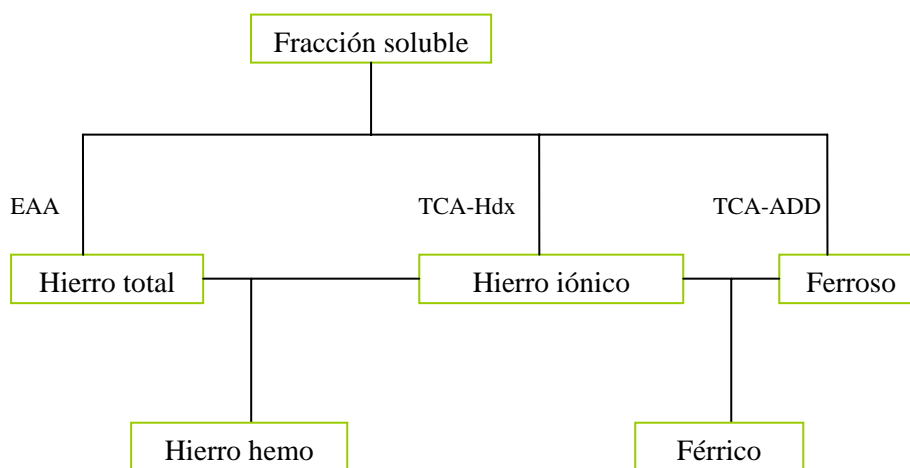 Fracción soluble
EAA
TCA-Hdx
TCA-ADD
Hierro total
Hierro iónico
Ferroso
Hierro hemo
Férrico